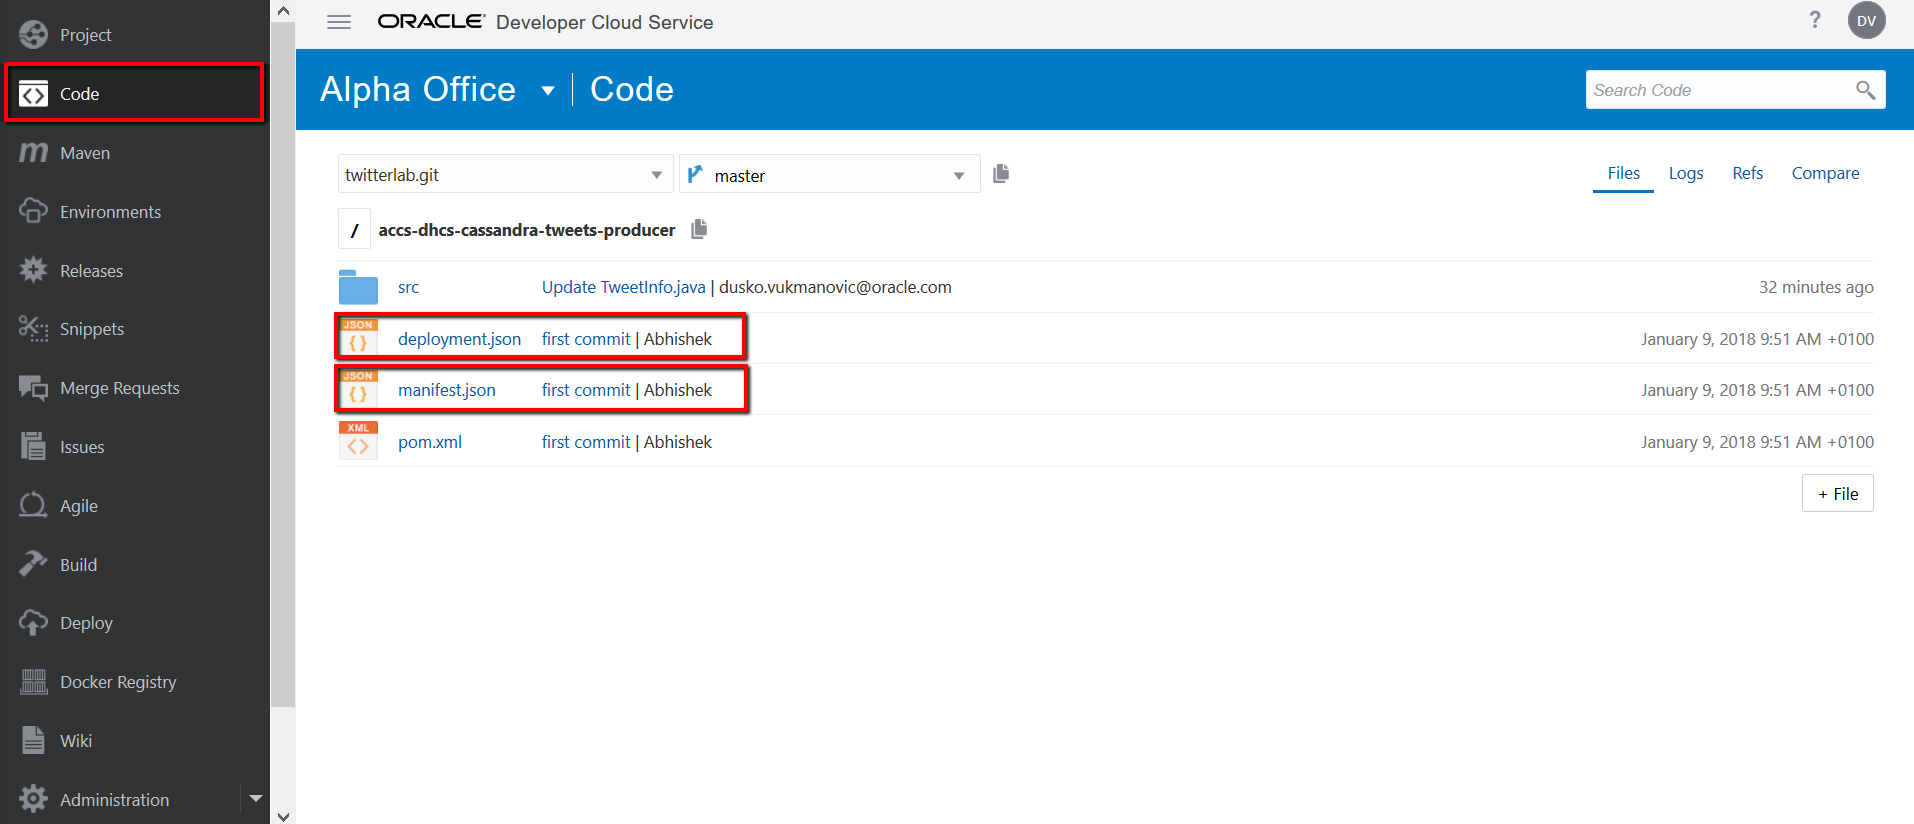 Project
Code
Maven
Environments
Releases
Snippets
Merge Requests
Issues
Agile
Build
Deploy
Docker Registry
Wiki
Administration
ORACLE Developer Cloud Service
?
DV
Alpha Office | Code
Search Code
twitterlab.git
master
Files Logs Refs Compare
/ accs-dhcs-cassandra-tweets-producer
src Update TweetInfo.java | dusko.vukmanovic@oracle.com 32 minutes ago
JSON
{ } deployment.json first commit | Abhishek January 9, 2018 9:51 AM +0100
JSON
{ } manifest.json first commit | Abhishek January 9, 2018 9:51 AM +0100
XML
<> pom.xml first commit | Abhishek January 9, 2018 9:51 AM +0100
+ File